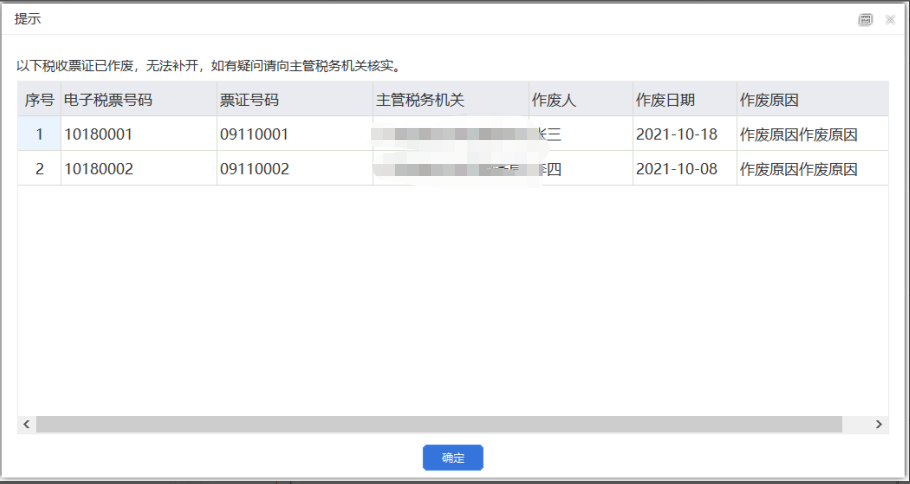 提示
以下税收票证已作废，无法补开，如有疑问请向主管税务机关核实。
序号 电子税票号码 票证号码 主管税务机关 作废人 作废日期 作废原因
1 10180001 09110001 张三 2021-10-18 作废原因作废原因
2 10180002 09110002 李四 2021-10-08 作废原因作废原因
确定